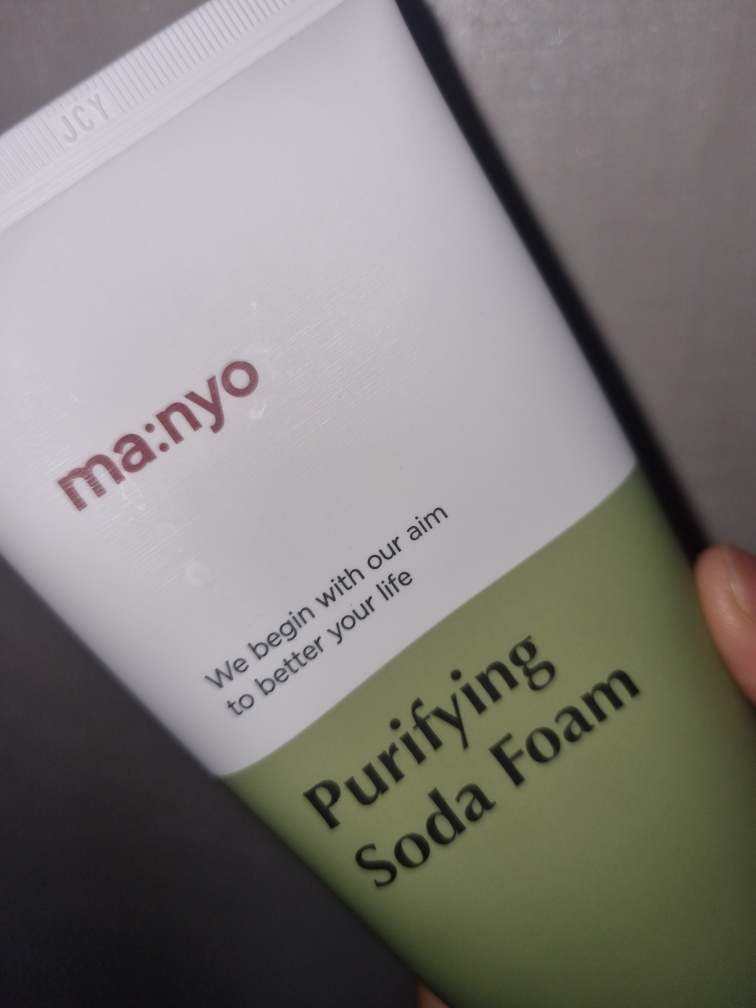 JCY
ma:nyo
We begin with our aim
to better your life
Purifying
Soda Foam